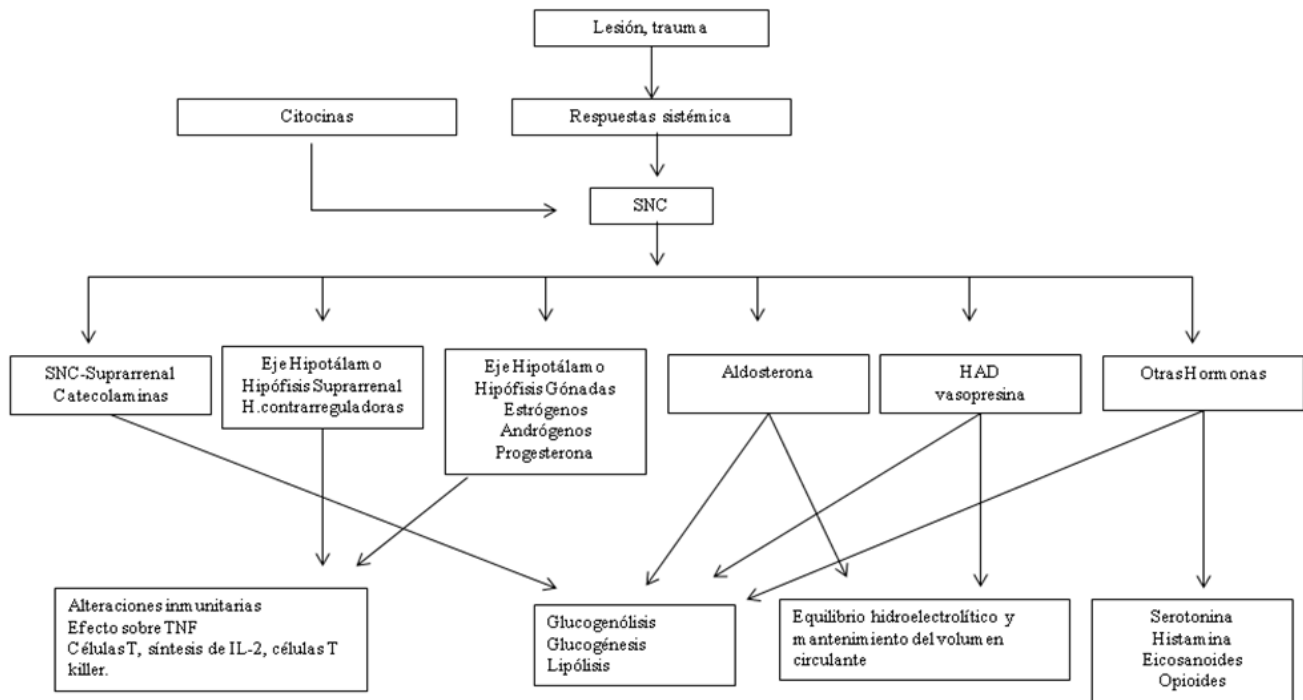 Lesión, trauma
Citocinas
Respuestas sistémica
SNC
SNC-Suprarrenal
Catecolaminas
Eje Hipotálamo
Hipófisis Suprarrenal
H.contrarreguladoras
Eje Hipotálamo
Hipófisis Gónadas
Estrógenos
Andrógenos
Progesterona
Aldosterona
HAD
vasopresina
Otras Hormonas
Alteraciones inmunitarias
Efecto sobre TNF
Células T, síntesis de IL-2, células T
killer.
Glucogenólisis
Glucogénesis
Lipólisis
Equilibrio hidroelectrolítico y
mantenimiento del volumen
circulante
Serotonina
Histamina
Eicosanoides
Opioides